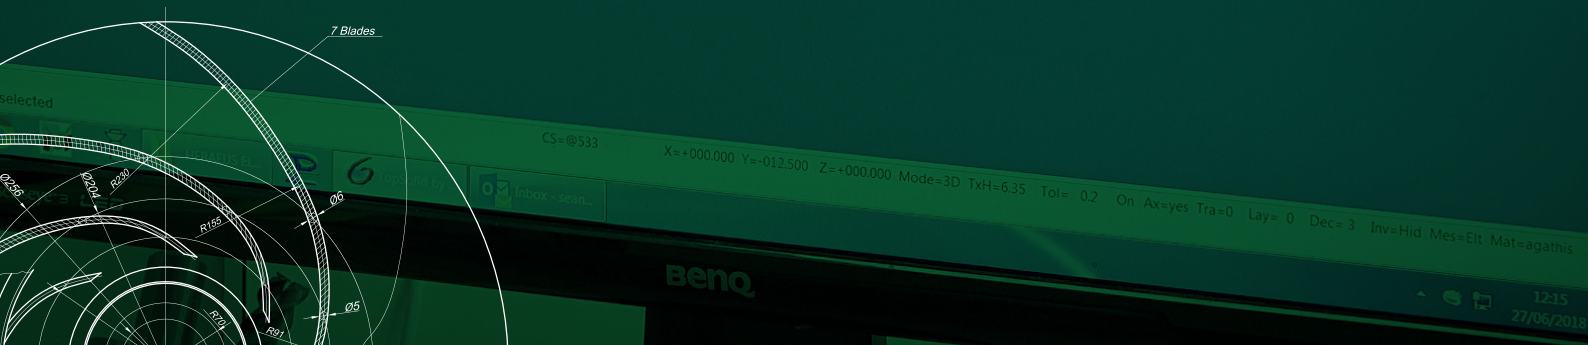 7 Blades
selected
CS=@533
X=+000.000 Y=-012.500 Z=+000.000 Mode=3D TxH=6.35 Tol= 0.2 On Ax=yes Tra=0 Lay= 0 Dec= 3 Inv=Hid Mes=Elt Mat=agathis
Inbox - sean...
Ø256
Ø204
R230
Ø6
R155
BenQ
12:15
27/06/2018
Ø5
R70
R91